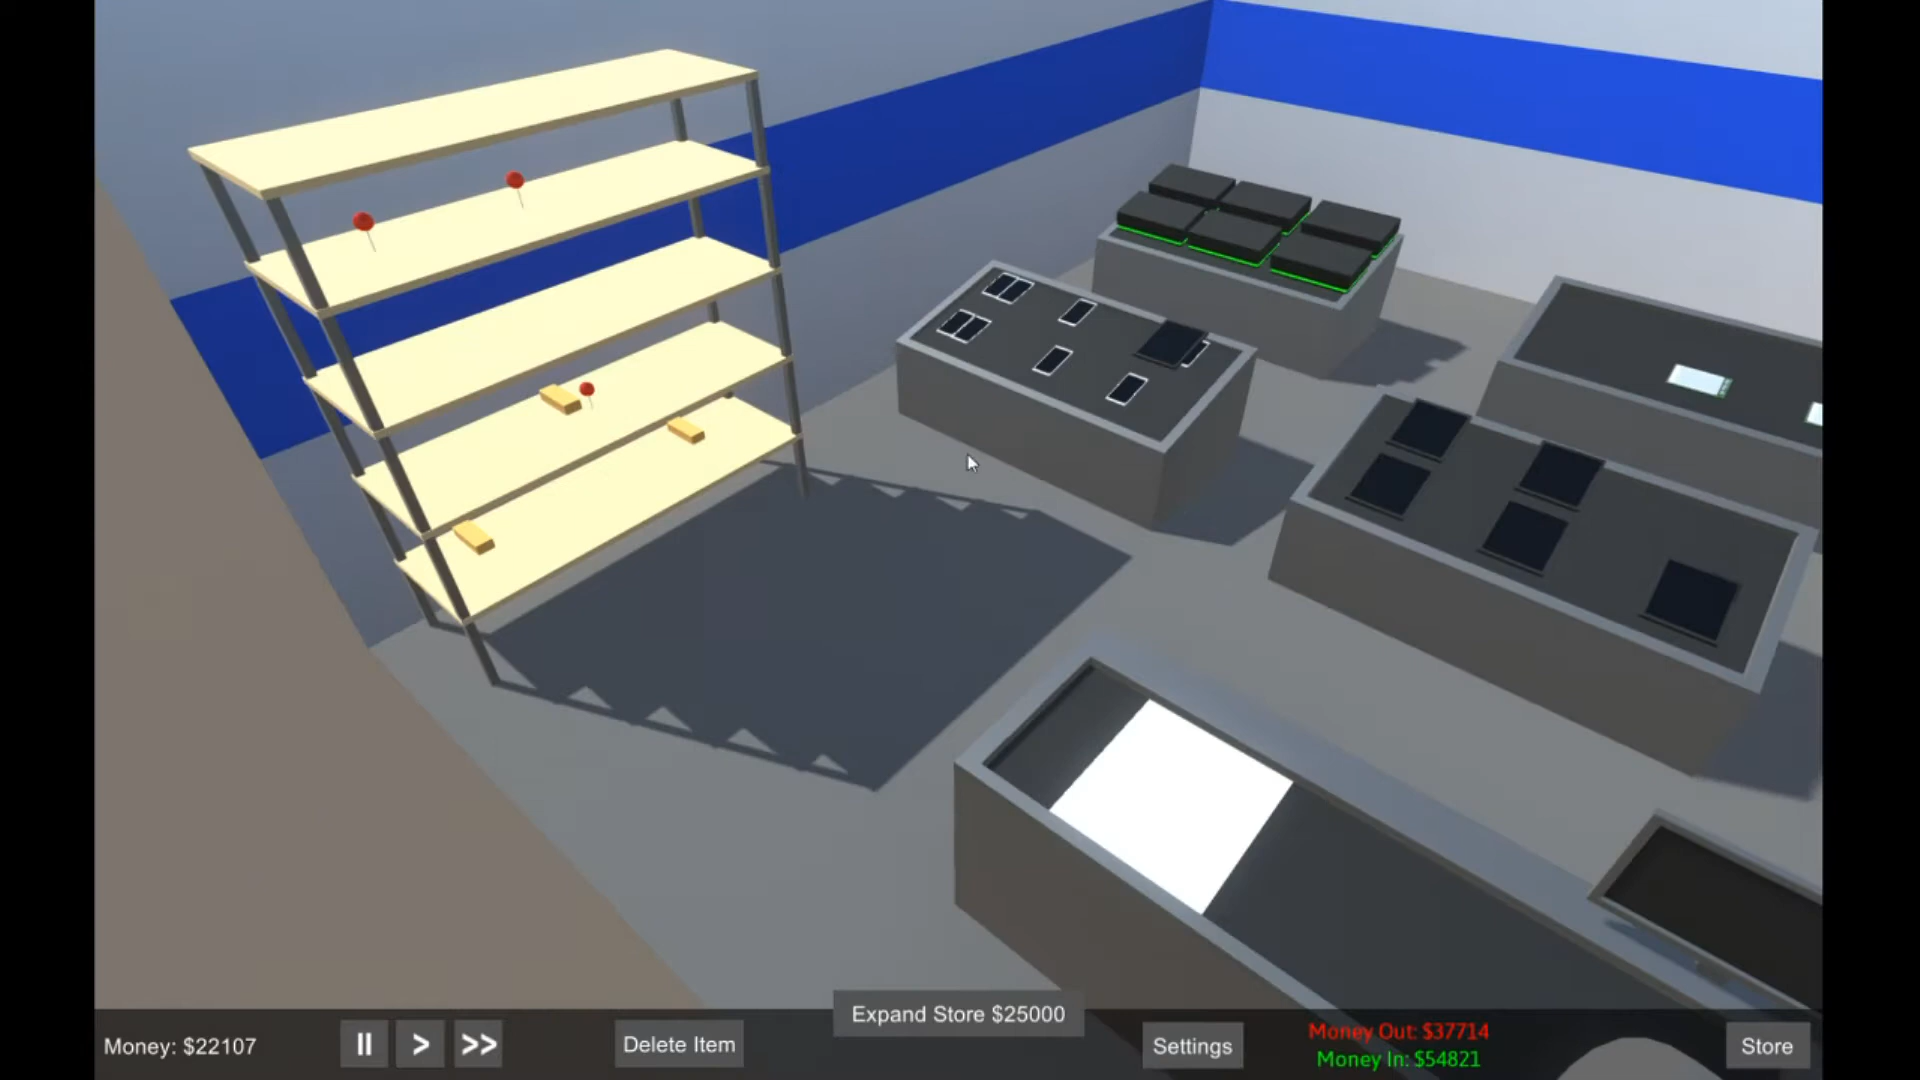 Expand Store $25000
Money: $22107
Delete Item
Settings
Money Out: $37714
Money In: $54821
Store